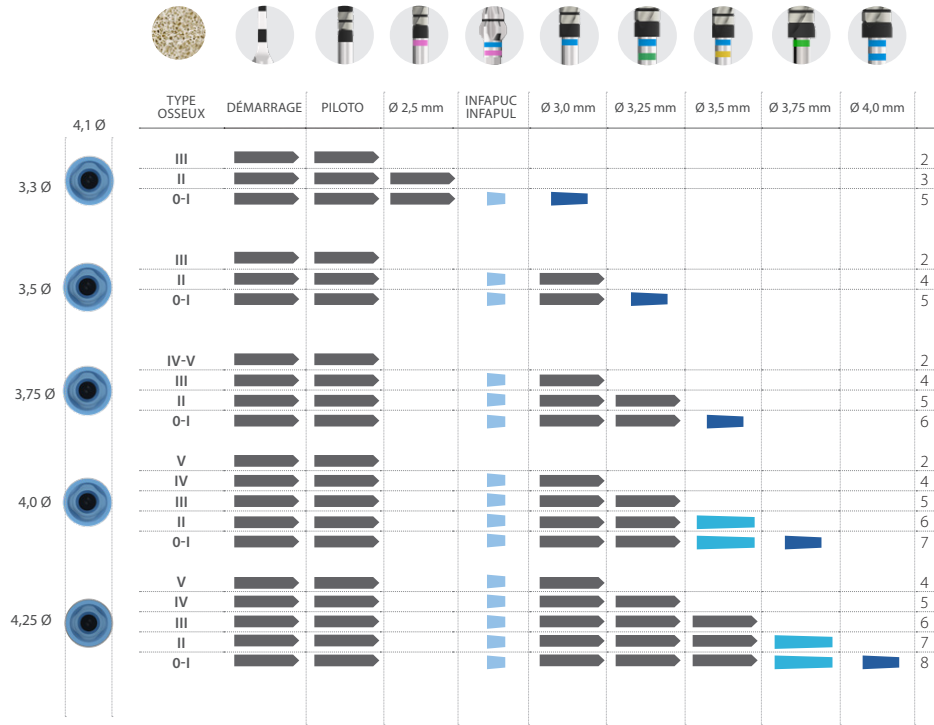 TYPE
OSSEUX
DÉMARRAGE
PILOTO
Ø 2,5 mm
INFAPUC
INFAPUL
Ø 3,0 mm
Ø 3,25 mm
Ø 3,5 mm
Ø 3,75 mm
Ø 4,0 mm
4,1 Ø
3,3 Ø
III 2
II 3
0-I 5
3,5 Ø
III 2
II 4
0-I 5
3,75 Ø
IV-V 2
III 4
II 5
0-I 6
4,0 Ø
V 2
IV 4
III 5
II 6
0-I 7
4,25 Ø
V 4
IV 5
III 6
II 7
0-I 8